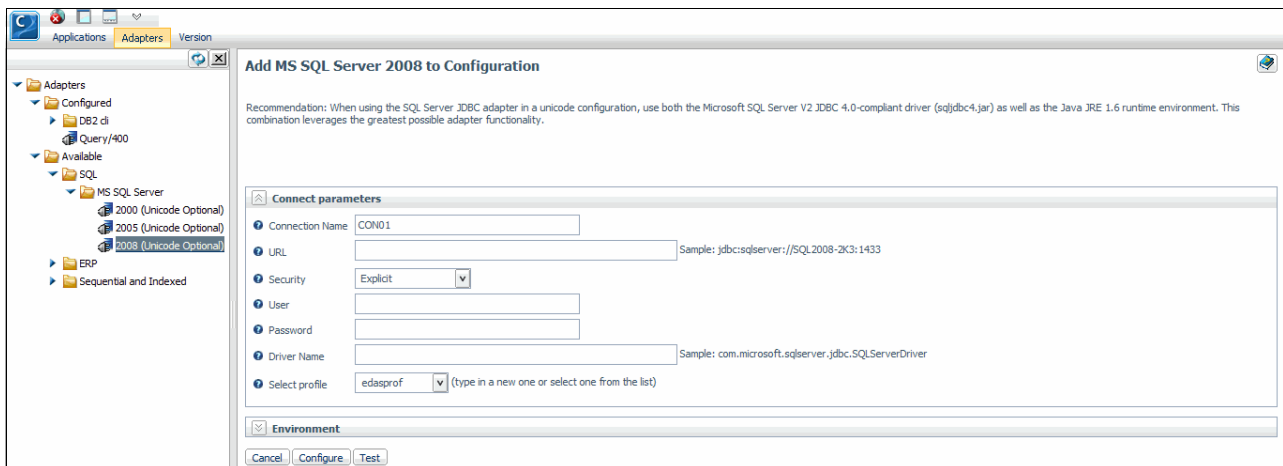 Applications Adapters Version
Adapters
Configured
DB2 cli
Query/400
Available
SQL
MS SQL Server
2000 (Unicode Optional)
2005 (Unicode Optional)
2008 (Unicode Optional)
ERP
Sequential and Indexed
Add MS SQL Server 2008 to Configuration
Recommendation: When using the SQL Server JDBC adapter in a unicode configuration, use both the Microsoft SQL Server V2 JDBC 4.0-compliant driver (sqljdbc4.jar) as well as the Java JRE 1.6 runtime environment. This
combination leverages the greatest possible adapter functionality.
Connect parameters
Connection Name CON01
URL Sample: jdbc:sqlserver://SQL2008-2K3:1433
Security Explicit
User
Password
Driver Name Sample: com.microsoft.sqlserver.jdbc.SQLServerDriver
Select profile edasprof (type in a new one or select one from the list)
Environment
Cancel Configure Test